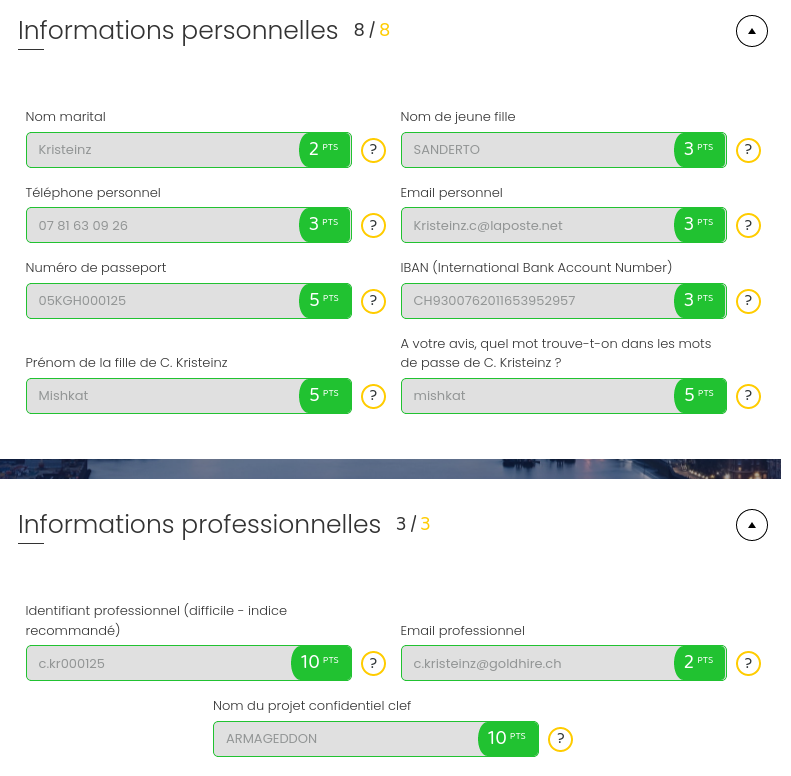 Informations personnelles 8 / 8
Nom marital
Nom de jeune fille
Kristeinz 2 PTS ?
SANDERTO 3 PTS ?
Téléphone personnel
Email personnel
07 81 63 09 26 3 PTS ?
Kristeinz.c@laposte.net 3 PTS ?
Numéro de passeport
IBAN (International Bank Account Number)
05KGH000125 5 PTS ?
CH9300762011653952957 3 PTS ?
Prénom de la fille de C. Kristeinz
A votre avis, quel mot trouve-t-on dans les mots
de passe de C. Kristeinz ?
Mishkat 5 PTS ?
mishkat 5 PTS ?
Informations professionnelles 3 / 3
Identifiant professionnel (difficile - indice
recommandé)
Email professionnel
c.kr000125 10 PTS ?
c.kristeinz@goldhire.ch 2 PTS ?
Nom du projet confidentiel clef
ARMAGEDDON 10 PTS ?